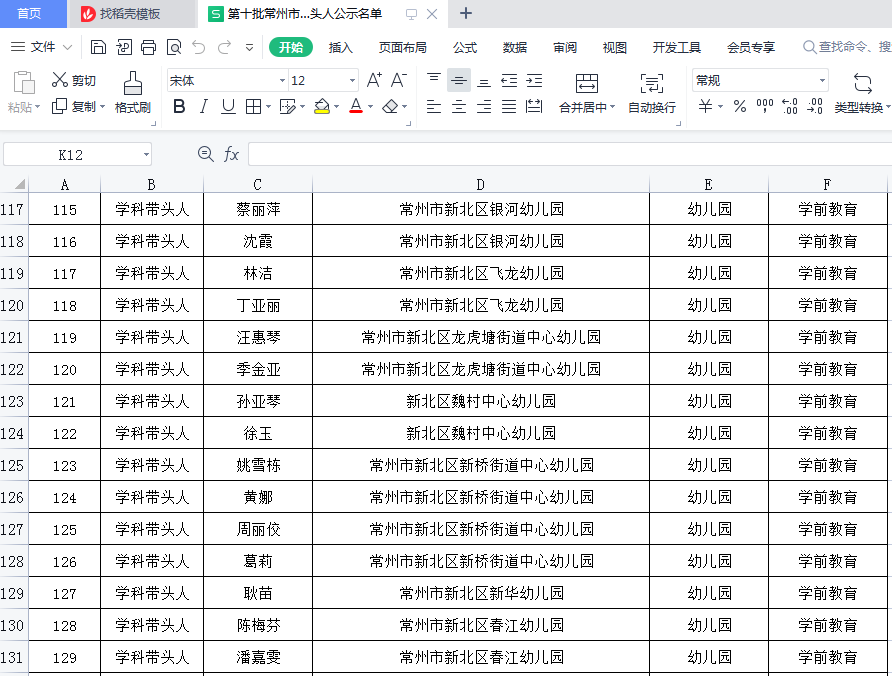 首页 找稻壳模板 S 第十批常州市...头人公示名单 +
文件 开始 插入 页面布局 公式 数据 审阅 视图 开发工具 会员专享 查找命令、搜
剪切 宋体 12 A+ A- 常规
粘贴 复制 格式刷 B I U A 合并居中 自动换行 ¥ % 000 ←.0 .00 .00 →.0 类型转换
K12 fx
A B C D E F
117 115 学科带头人 蔡丽萍 常州市新北区银河幼儿园 幼儿园 学前教育
118 116 学科带头人 沈霞 常州市新北区银河幼儿园 幼儿园 学前教育
119 117 学科带头人 林洁 常州市新北区飞龙幼儿园 幼儿园 学前教育
120 118 学科带头人 丁亚丽 常州市新北区飞龙幼儿园 幼儿园 学前教育
121 119 学科带头人 汪惠琴 常州市新北区龙虎塘街道中心幼儿园 幼儿园 学前教育
122 120 学科带头人 季金亚 常州市新北区龙虎塘街道中心幼儿园 幼儿园 学前教育
123 121 学科带头人 孙亚琴 新北区魏村中心幼儿园 幼儿园 学前教育
124 122 学科带头人 徐玉 新北区魏村中心幼儿园 幼儿园 学前教育
125 123 学科带头人 姚雪栋 常州市新北区新桥街道中心幼儿园 幼儿园 学前教育
126 124 学科带头人 黄娜 常州市新北区新桥街道中心幼儿园 幼儿园 学前教育
127 125 学科带头人 周丽佼 常州市新北区新桥街道中心幼儿园 幼儿园 学前教育
128 126 学科带头人 葛莉 常州市新北区新桥街道中心幼儿园 幼儿园 学前教育
129 127 学科带头人 耿苗 常州市新北区新华幼儿园 幼儿园 学前教育
130 128 学科带头人 陈梅芬 常州市新北区春江幼儿园 幼儿园 学前教育
131 129 学科带头人 潘嘉雯 常州市新北区春江幼儿园 幼儿园 学前教育